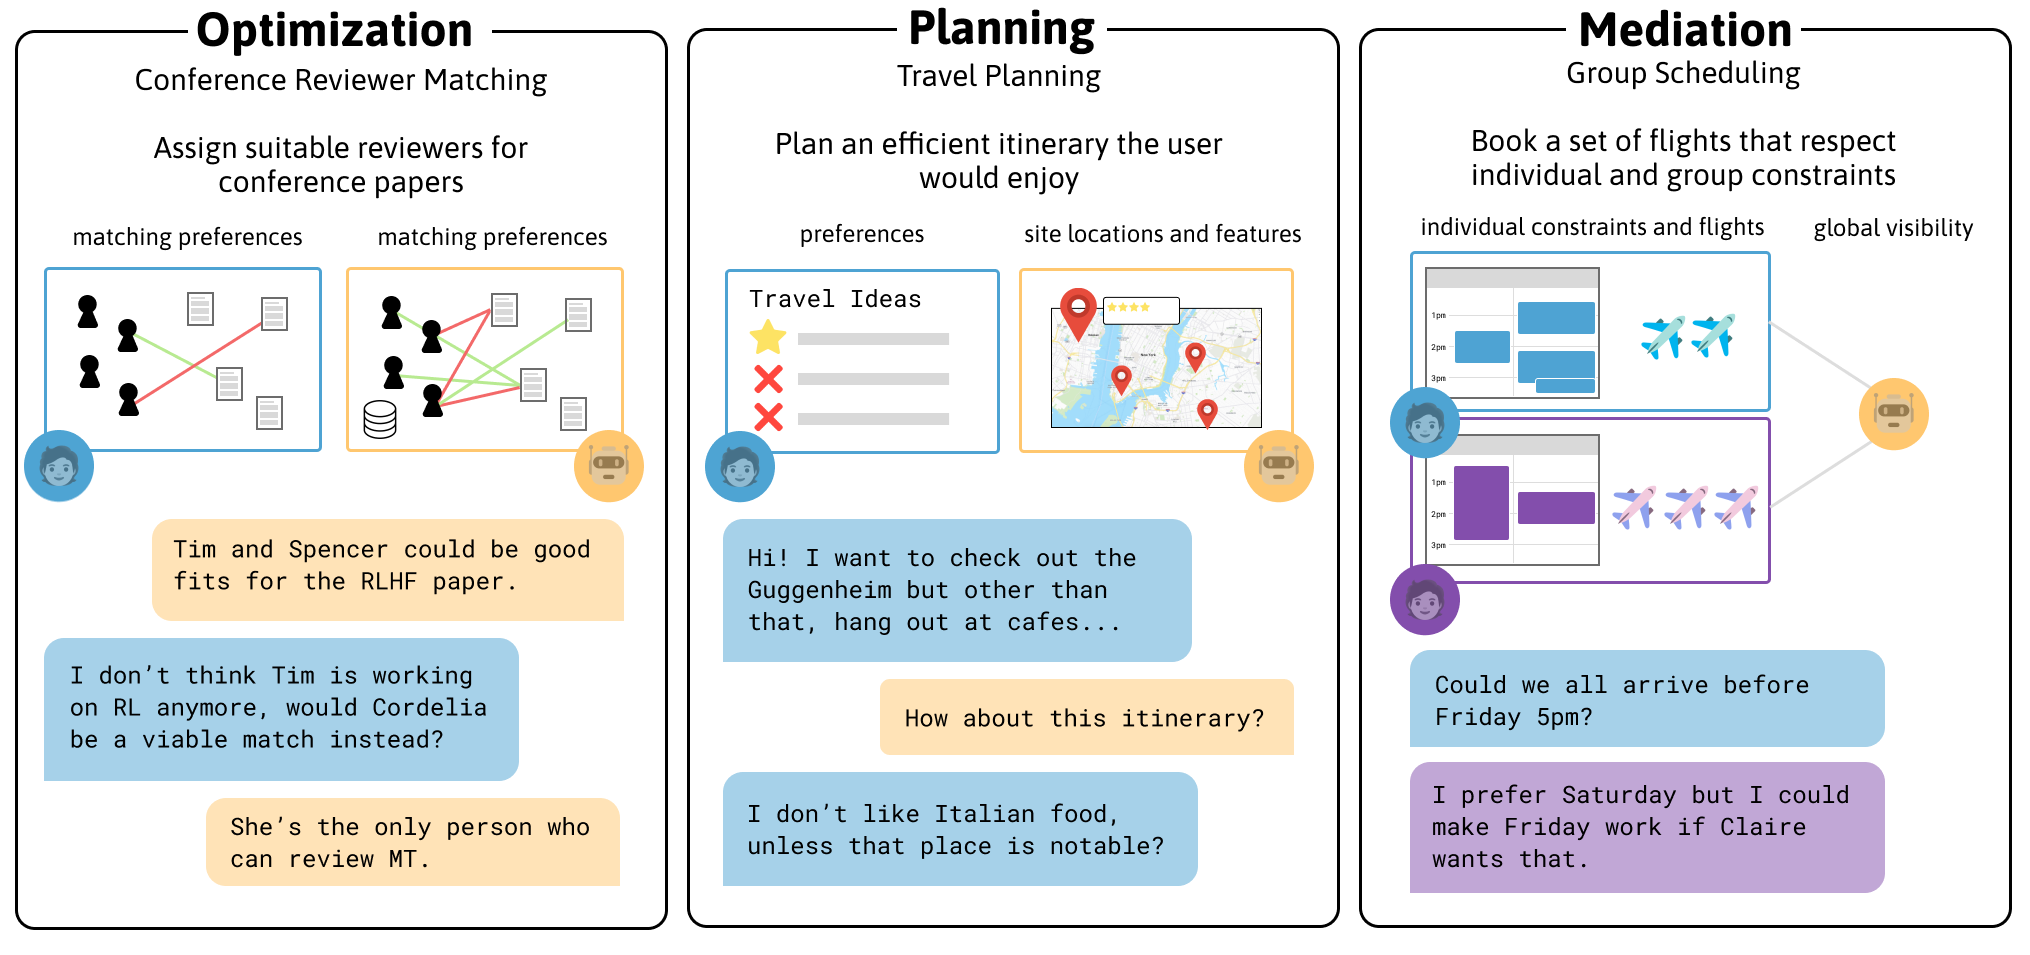 Optimization
Conference Reviewer Matching
Assign suitable reviewers for
conference papers
matching preferences
matching preferences
Tim and Spencer could be good
fits for the RLHF paper.
I don’t think Tim is working
on RL anymore, would Cordelia
be a viable match instead?
She’s the only person who
can review MT.
Planning
Travel Planning
Plan an efficient itinerary the user
would enjoy
preferences
site locations and features
Travel Ideas
New York
Hi! I want to check out the
Guggenheim but other than
that, hang out at cafes...
How about this itinerary?
I don’t like Italian food,
unless that place is notable?
Mediation
Group Scheduling
Book a set of flights that respect
individual and group constraints
individual constraints and flights
global visibility
1pm
2pm
3pm
1pm
2pm
3pm
Could we all arrive before
Friday 5pm?
I prefer Saturday but I could
make Friday work if Claire
wants that.